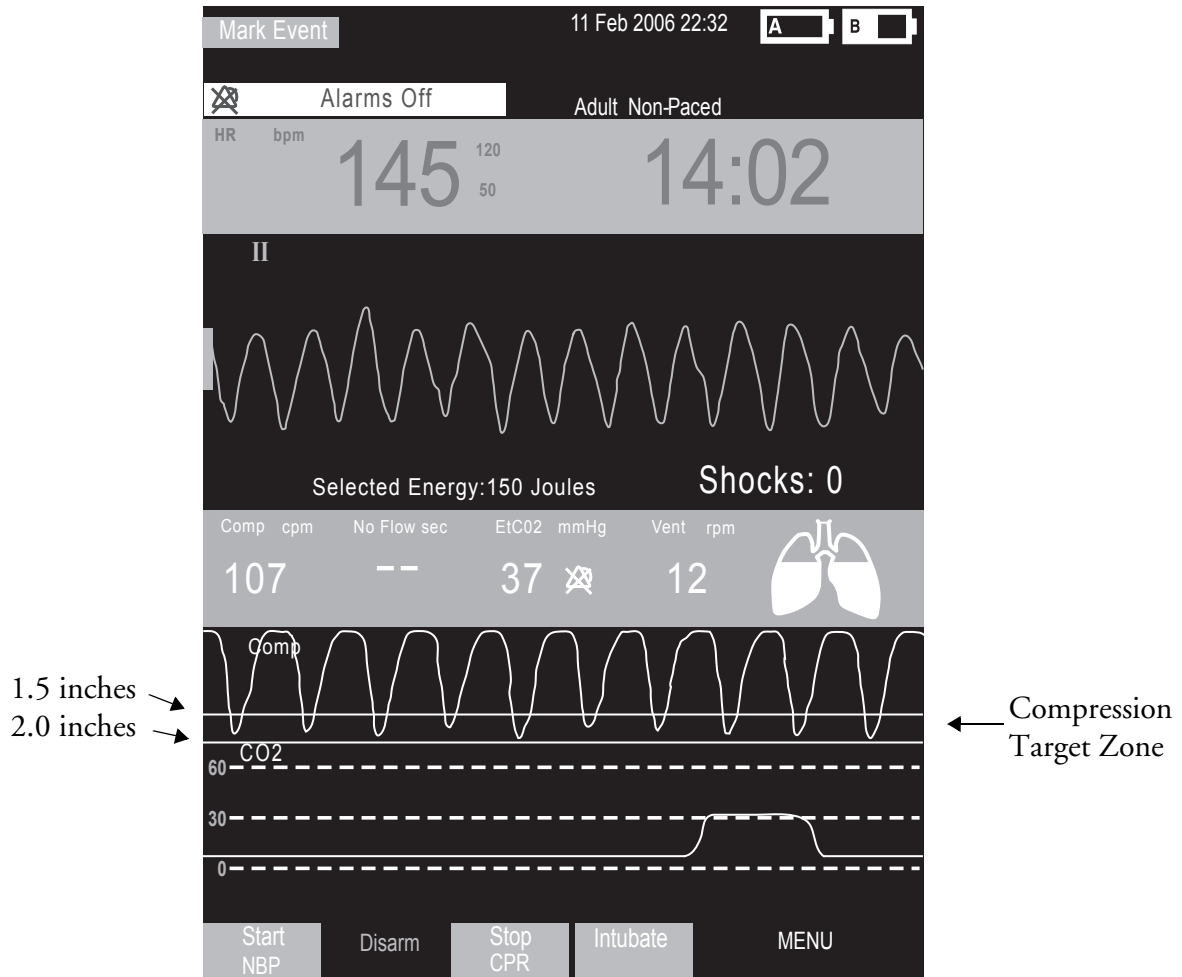 Mark Event
11 Feb 2006 22:32
A
B
Alarms Off
Adult Non-Paced
HR bpm
145
120
50
14:02
II
Selected Energy:150 Joules
Shocks: 0
Comp cpm
No Flow sec
EtC02 mmHg
Vent rpm
107
--
37
12
Comp
1.5 inches
2.0 inches
Compression
Target Zone
CO2
60
30
0
Start
NBP
Disarm
Stop
CPR
Intubate
MENU